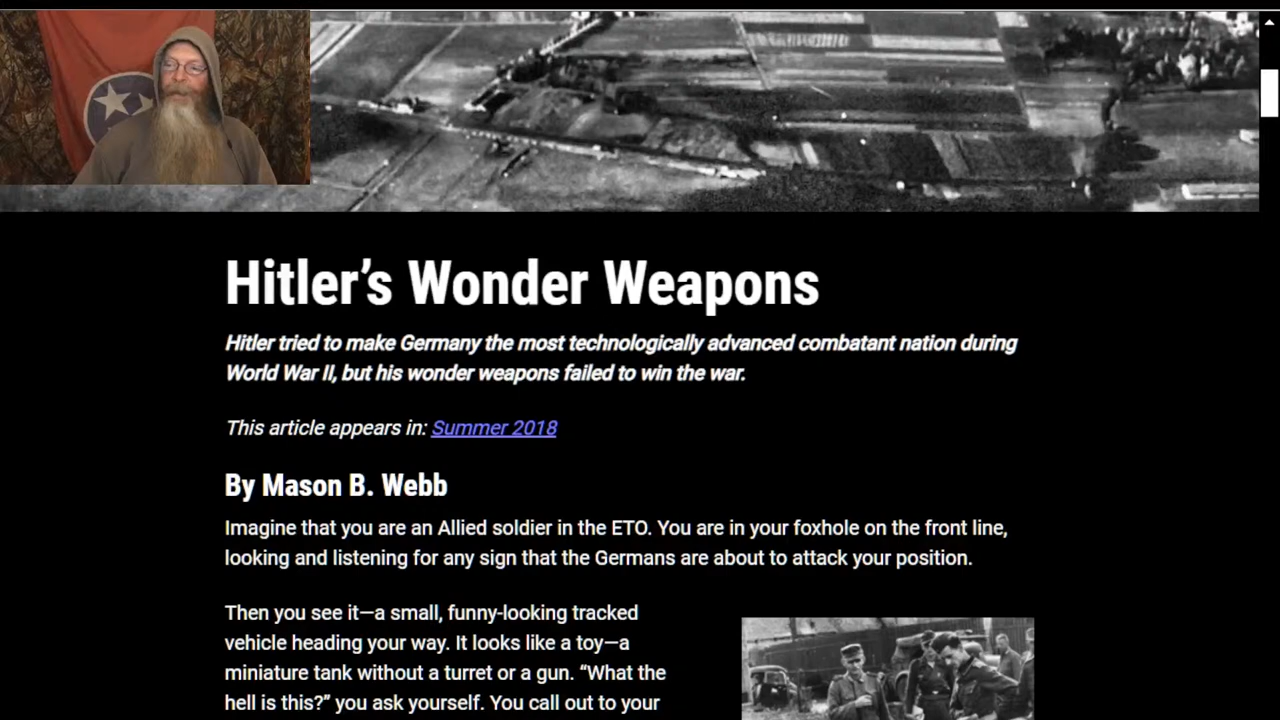 Hitler’s Wonder Weapons
Hitler tried to make Germany the most technologically advanced combatant nation during
World War II, but his wonder weapons failed to win the war.
This article appears in: Summer 2018
By Mason B. Webb
Imagine that you are an Allied soldier in the ETO. You are in your foxhole on the front line,
looking and listening for any sign that the Germans are about to attack your position.
Then you see it—a small, funny-looking tracked
vehicle heading your way. It looks like a toy—a
miniature tank without a turret or a gun. “What the
hell is this?” you ask yourself. You call out to your